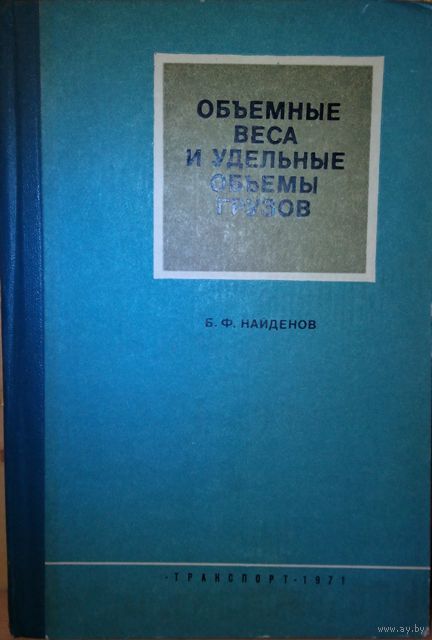 ОБЪЕМНЫЕ
ВЕСА
И УДЕЛЬНЫЕ
ОБЪЕМЫ
ГРУЗОВ
Б. Ф. НАЙДЕНОВ
·ТРАНСПОРТ·1971
© www.ay.by